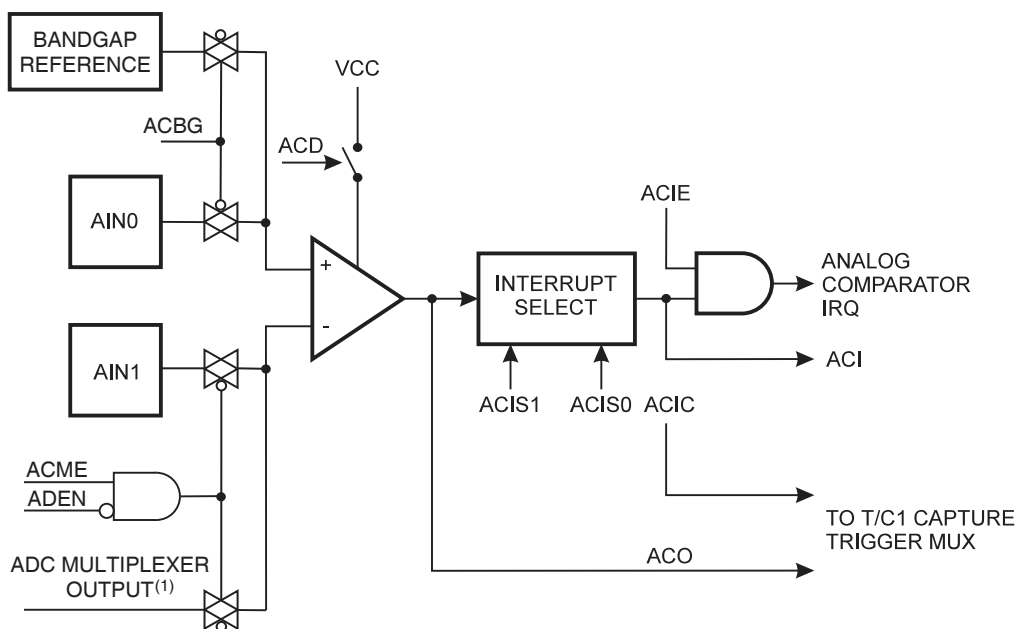 BANDGAP
REFERENCE
VCC
ACBG
ACD
AIN0
ACIE
+
INTERRUPT
SELECT
ANALOG
COMPARATOR
IRQ
-
AIN1
ACI
ACIS1
ACIS0
ACIC
ACME
ADEN
TO T/C1 CAPTURE
TRIGGER MUX
ADC MULTIPLEXER
OUTPUT(1)
ACO